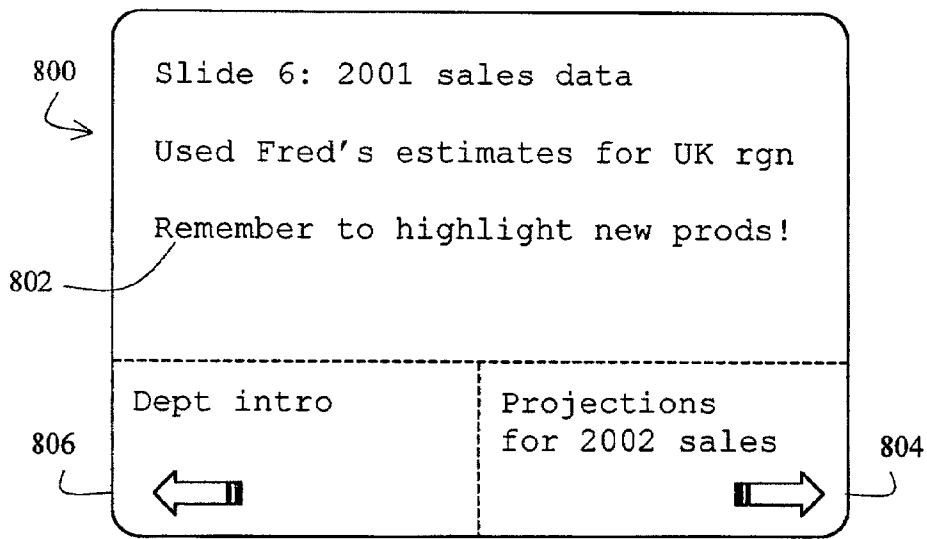 800
Slide 6: 2001 sales data
Used Fred's estimates for UK rgn
Remember to highlight new prods!
802
Dept intro
Projections
for 2002 sales
806
804